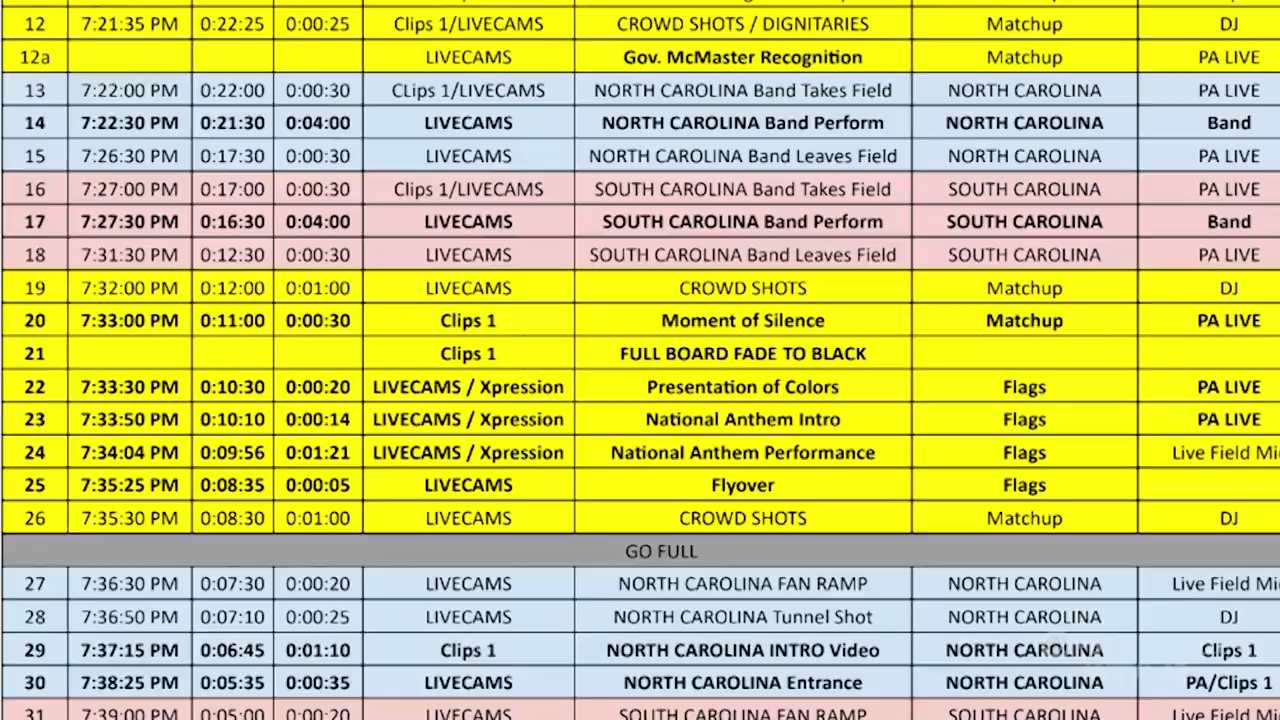 12 7:21:35 PM 0:22:25 0:00:25 Clips 1/LIVECAMS CROWD SHOTS / DIGNITARIES Matchup DJ
12a LIVECAMS Gov. McMaster Recognition Matchup PA LIVE
13 7:22:00 PM 0:22:00 0:00:30 CLips 1/LIVECAMS NORTH CAROLINA Band Takes Field NORTH CAROLINA PA LIVE
14 7:22:30 PM 0:21:30 0:04:00 LIVECAMS NORTH CAROLINA Band Perform NORTH CAROLINA Band
15 7:26:30 PM 0:17:30 0:00:30 LIVECAMS NORTH CAROLINA Band Leaves Field NORTH CAROLINA PA LIVE
16 7:27:00 PM 0:17:00 0:00:30 Clips 1/LIVECAMS SOUTH CAROLINA Band Takes Field SOUTH CAROLINA PA LIVE
17 7:27:30 PM 0:16:30 0:04:00 LIVECAMS SOUTH CAROLINA Band Perform SOUTH CAROLINA Band
18 7:31:30 PM 0:12:30 0:00:30 LIVECAMS SOUTH CAROLINA Band Leaves Field SOUTH CAROLINA PA LIVE
19 7:32:00 PM 0:12:00 0:01:00 LIVECAMS CROWD SHOTS Matchup DJ
20 7:33:00 PM 0:11:00 0:00:30 Clips 1 Moment of Silence Matchup PA LIVE
21 Clips 1 FULL BOARD FADE TO BLACK
22 7:33:30 PM 0:10:30 0:00:20 LIVECAMS / Xpression Presentation of Colors Flags PA LIVE
23 7:33:50 PM 0:10:10 0:00:14 LIVECAMS / Xpression National Anthem Intro Flags PA LIVE
24 7:34:04 PM 0:09:56 0:01:21 LIVECAMS / Xpression National Anthem Performance Flags Live Field Mi
25 7:35:25 PM 0:08:35 0:00:05 LIVECAMS Flyover Flags
26 7:35:30 PM 0:08:30 0:01:00 LIVECAMS CROWD SHOTS Matchup DJ
GO FULL
27 7:36:30 PM 0:07:30 0:00:20 LIVECAMS NORTH CAROLINA FAN RAMP NORTH CAROLINA Live Field Mi
28 7:36:50 PM 0:07:10 0:00:25 LIVECAMS NORTH CAROLINA Tunnel Shot NORTH CAROLINA DJ
29 7:37:15 PM 0:06:45 0:01:10 Clips 1 NORTH CAROLINA INTRO Video NORTH CAROLINA Clips 1
30 7:38:25 PM 0:05:35 0:00:35 LIVECAMS NORTH CAROLINA Entrance NORTH CAROLINA PA/Clips 1
31 7:39:00 PM 0:05:00 0:00:20 LIVECAMS SOUTH CAROLINA FAN RAMP SOUTH CAROLINA Live Field Mi